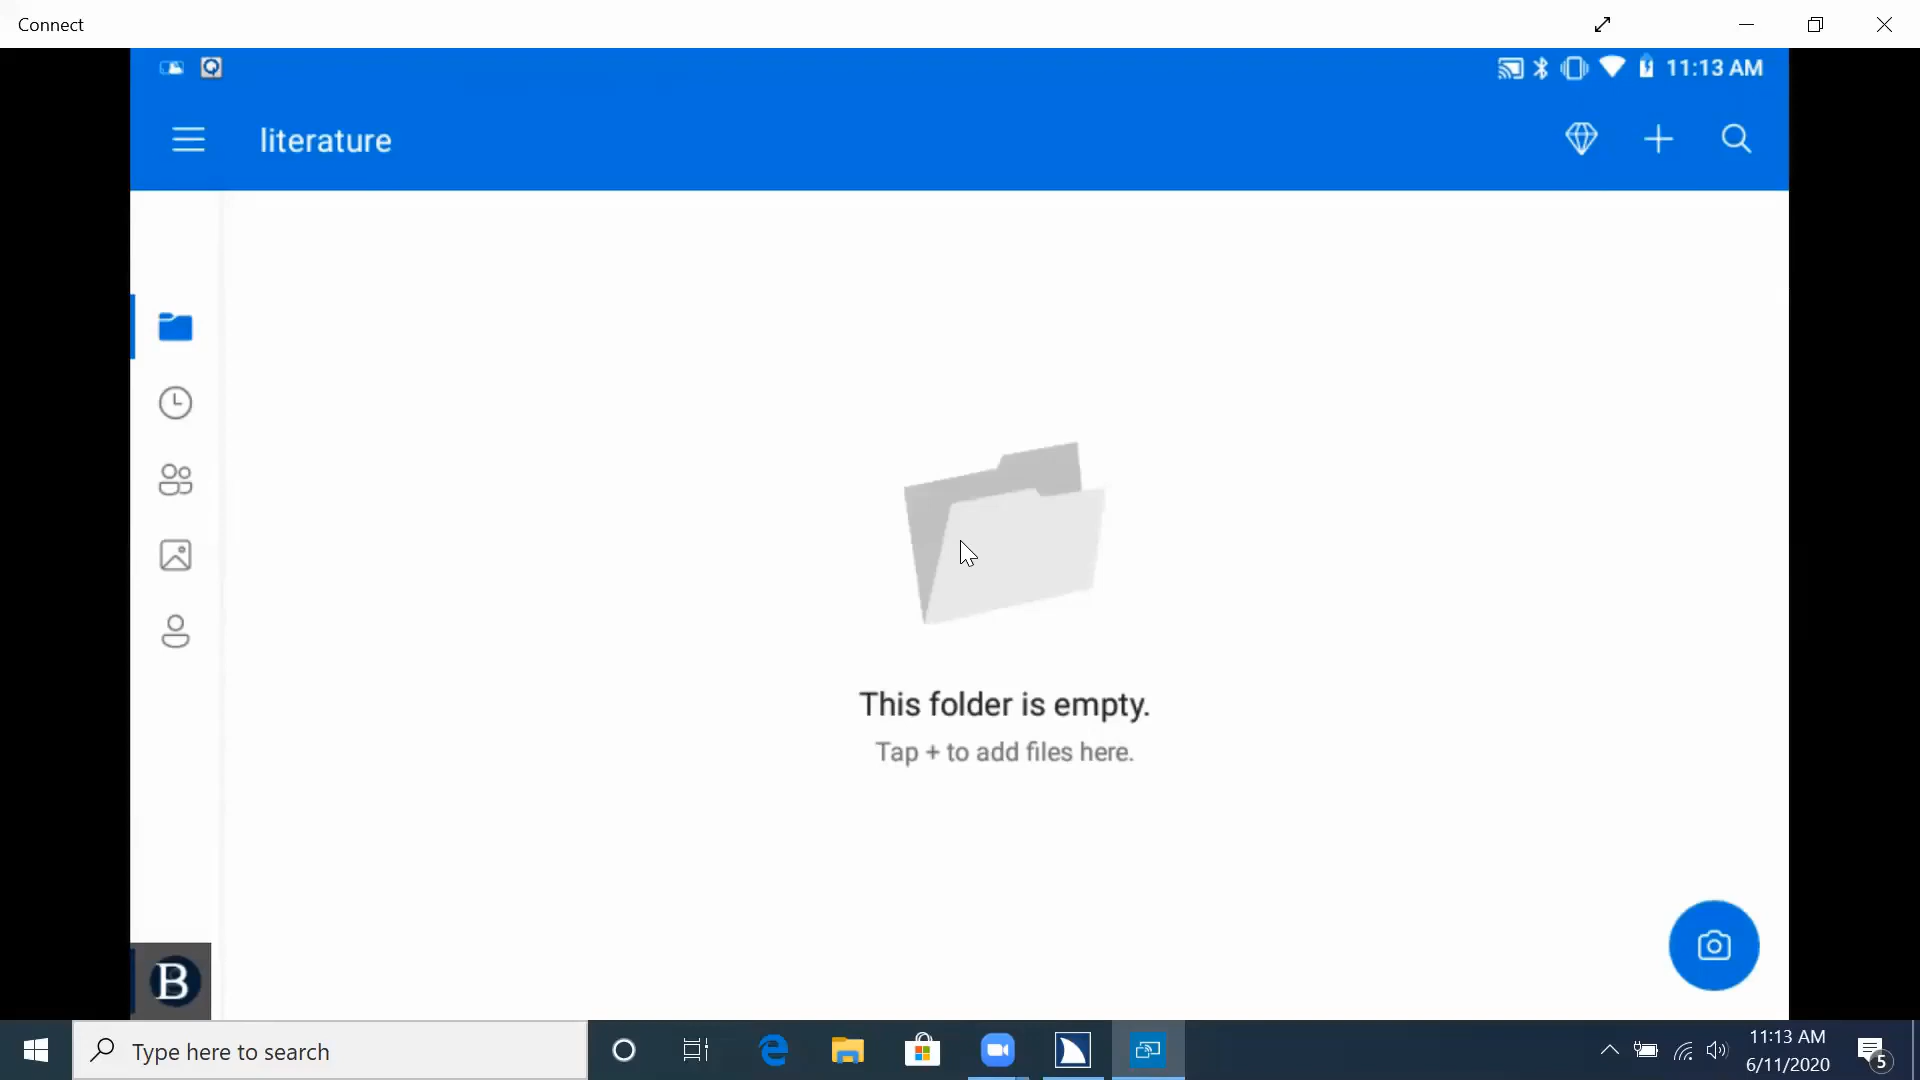 Connect
11:13 AM
literature
This folder is empty.
Tap + to add files here.
B
Type here to search
11:13 AM
6/11/2020
5